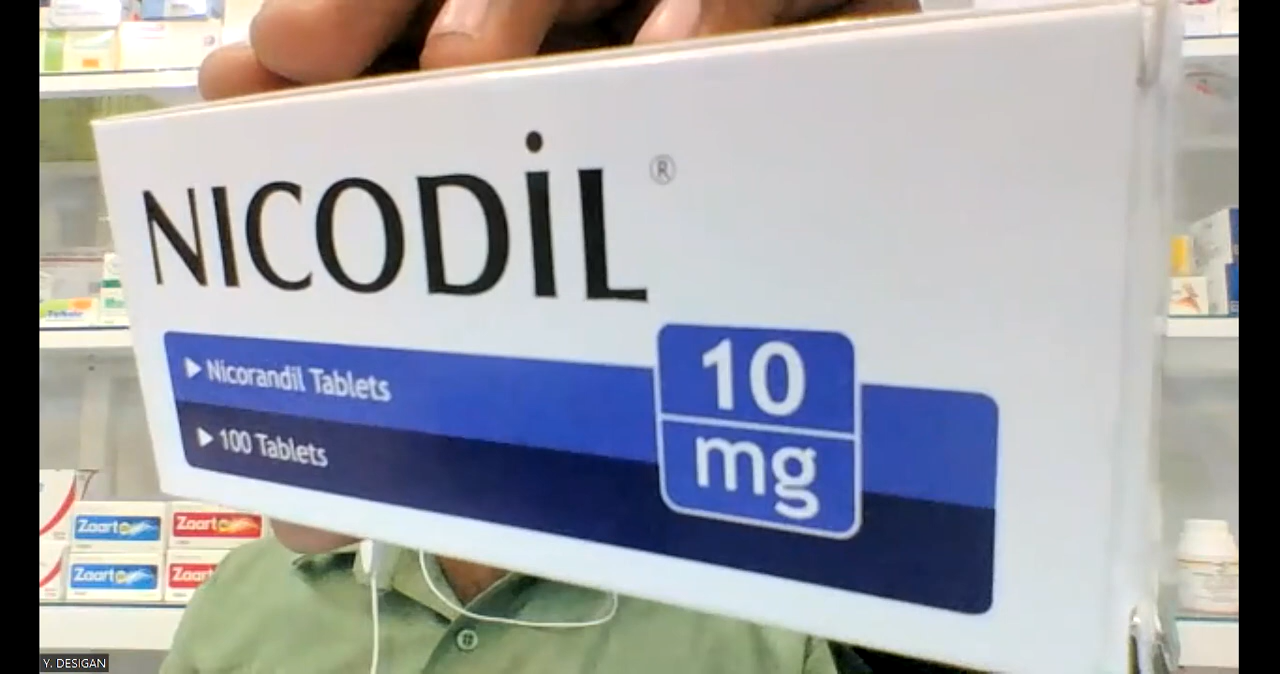 NICODİL ®
10
mg
Nicorandil Tablets
100 Tablets
Zaart
Zaart
Zaart
Zaart
Y. DESIGAN